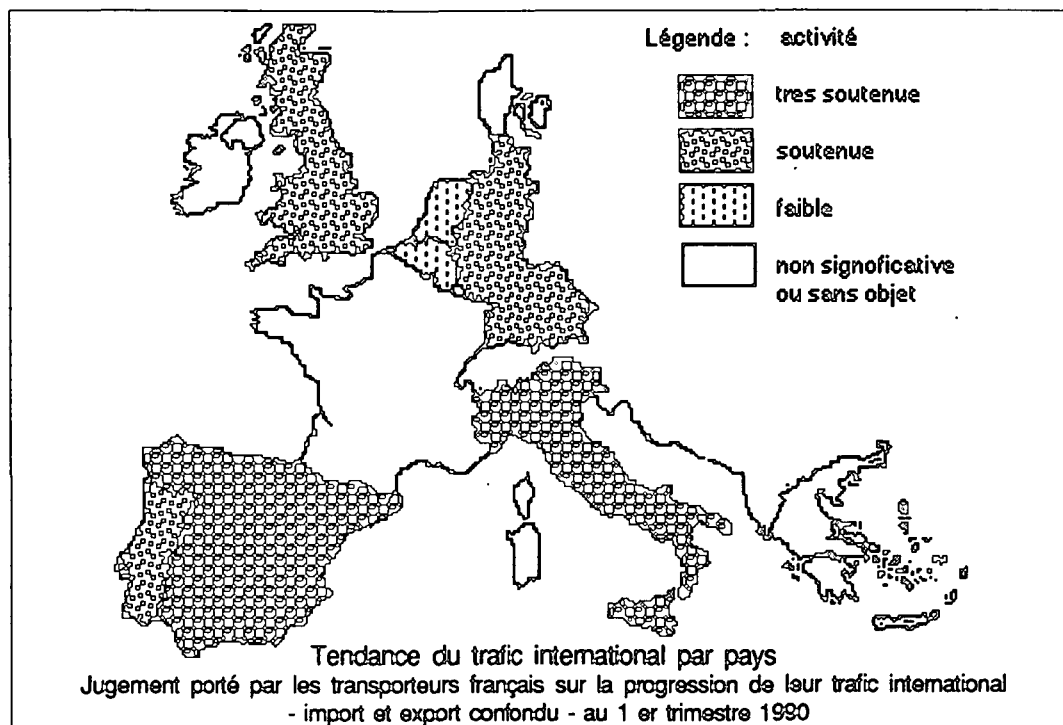 Légende : activité
tres soutenue
soutenue
faible
non signoficative
ou sans objet
Tendance du trafic international par pays
Jugement porté par les transporteurs français sur la progression de leur trafic international
- import et export confondu - au 1 er trimestre 1990